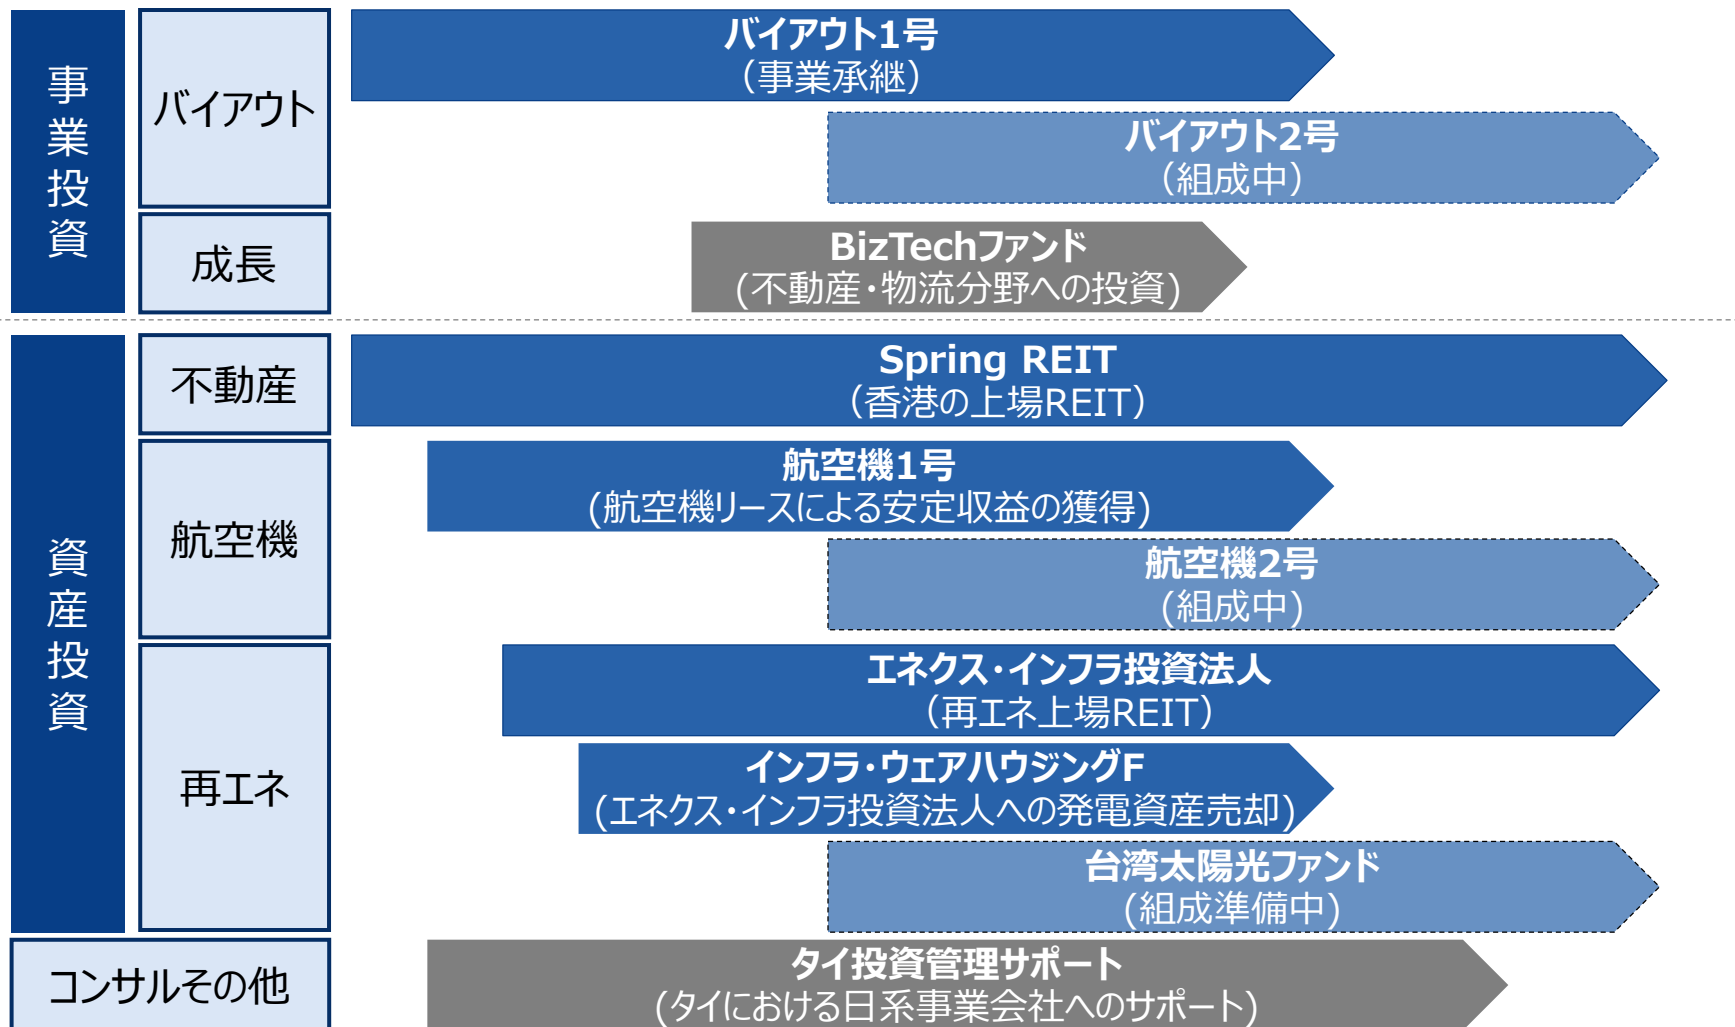 事業投資
バイアウト
バイアウト1号
（事業承継）
バイアウト2号
（組成中）
成長
BizTechファンド
(不動産・物流分野への投資)
資産投資
不動産
Spring REIT
（香港の上場REIT）
航空機
航空機1号
(航空機リースによる安定収益の獲得)
航空機2号
(組成中)
再エネ
エネクス・インフラ投資法人
（再エネ上場REIT）
インフラ・ウェアハウジングF
(エネクス・インフラ投資法人への発電資産売却)
台湾太陽光ファンド
(組成準備中)
コンサルその他
タイ投資管理サポート
(タイにおける日系事業会社へのサポート)